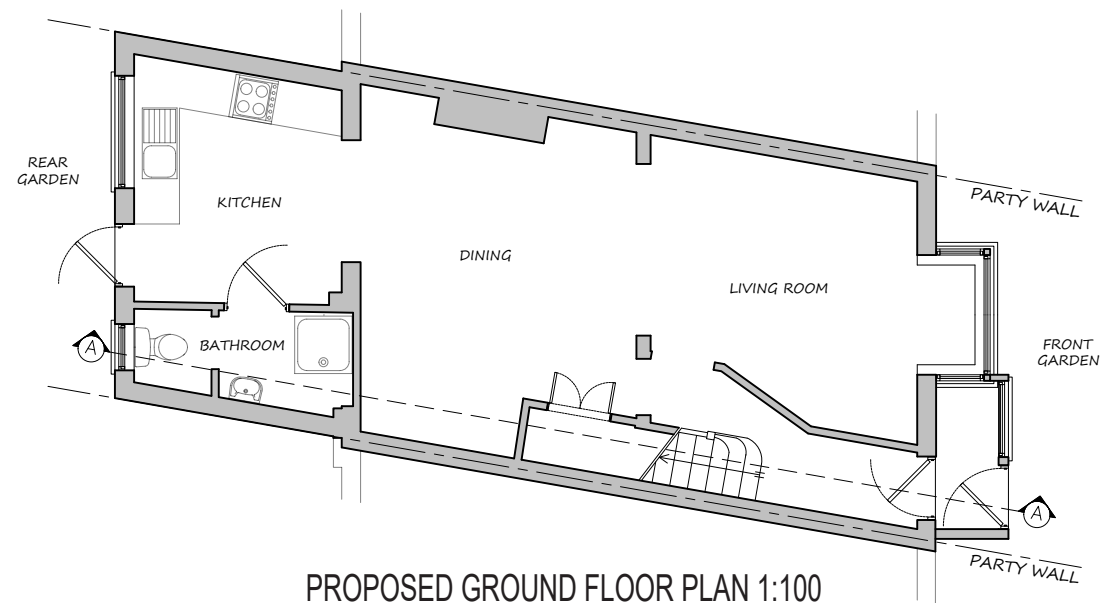 REAR
GARDEN
KITCHEN
PARTY WALL
DINING
LIVING ROOM
A
BATHROOM
FRONT
GARDEN
A
PARTY WALL
PROPOSED GROUND FLOOR PLAN 1:100